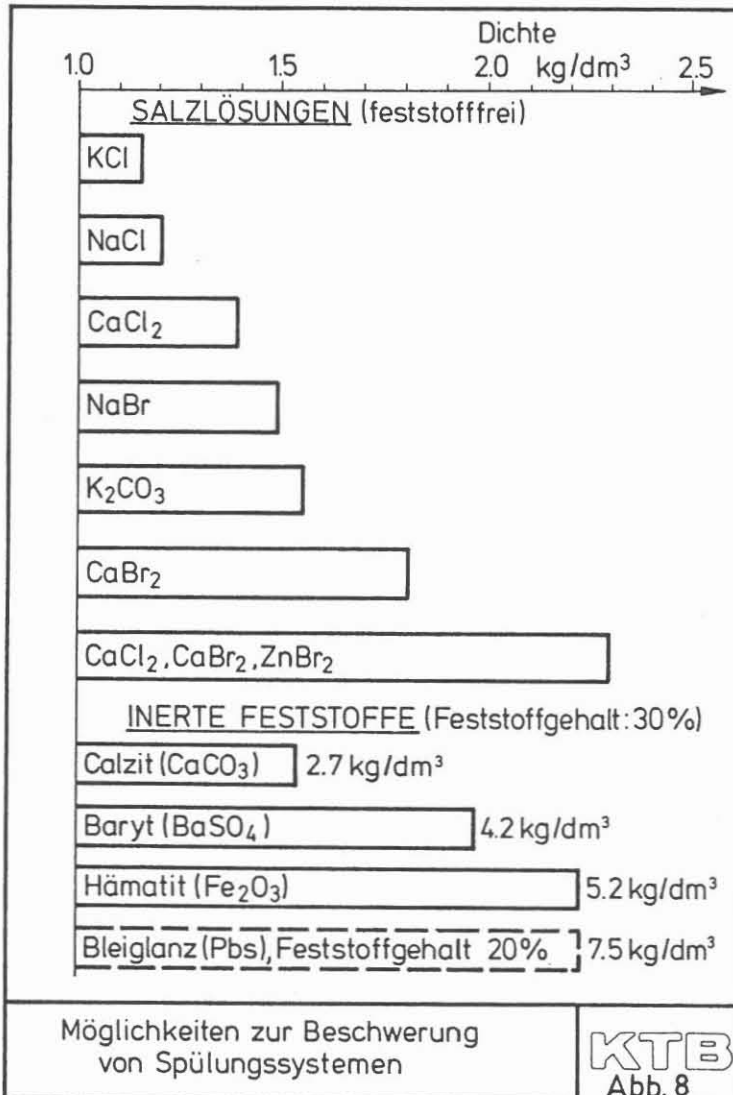 Dichte
1.0 1.5 2.0 kg/dm³ 2.5
SALZLÖSUNGEN (feststofffrei)
KCl
NaCl
CaCl₂
NaBr
K₂CO₃
CaBr₂
CaCl₂, CaBr₂, ZnBr₂
INERTE FESTSTOFFE (Feststoffgehalt: 30%)
Calzit (CaCO₃) 2.7 kg/dm³
Baryt (BaSO₄) 4.2 kg/dm³
Hämatit (Fe₂O₃) 5.2 kg/dm³
Bleiglanz (Pbs), Feststoffgehalt 20% 7.5 kg/dm³
Möglichkeiten zur Beschwerung
von Spülungssystemen
KTB
Abb. 8